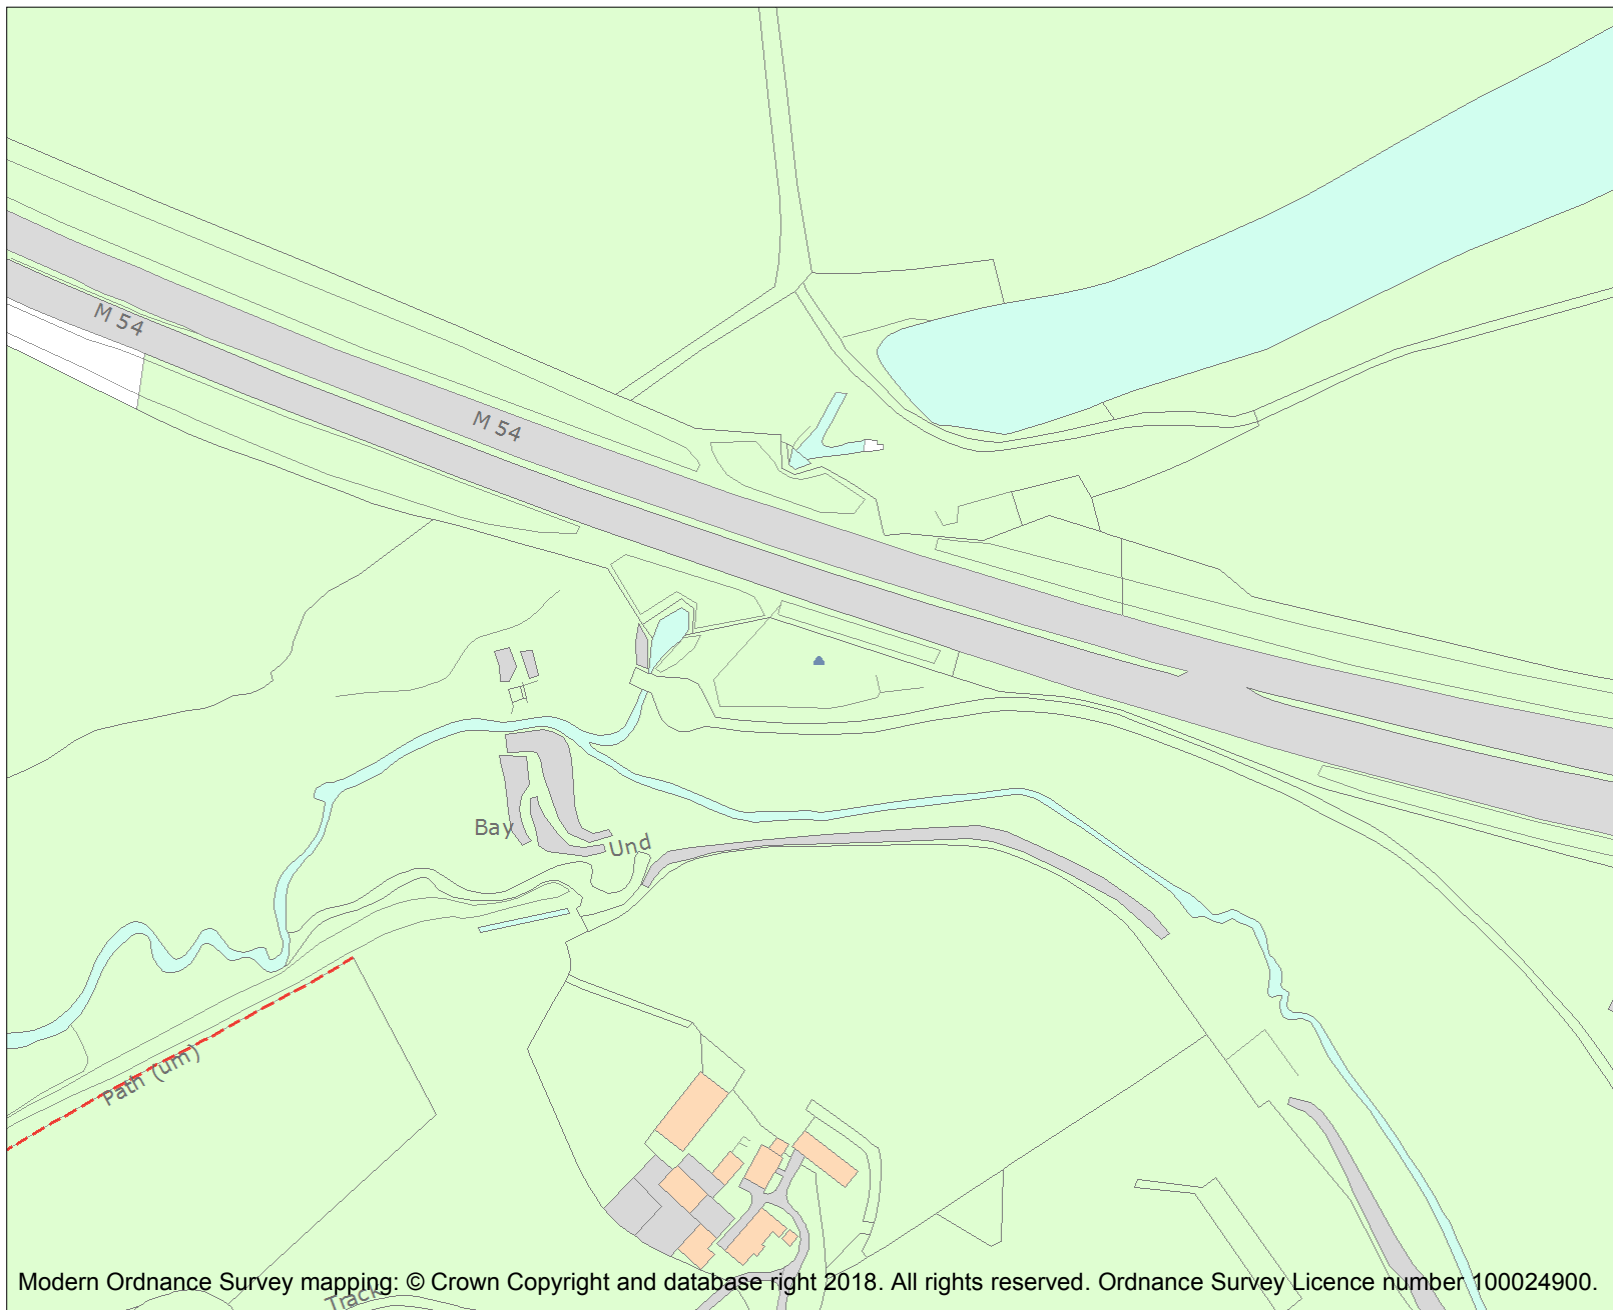 M 54
M 54
Bay
Und
Path (um)
Track
Modern Ordnance Survey mapping: © Crown Copyright and database right 2018. All rights reserved. Ordnance Survey Licence number 100024900.